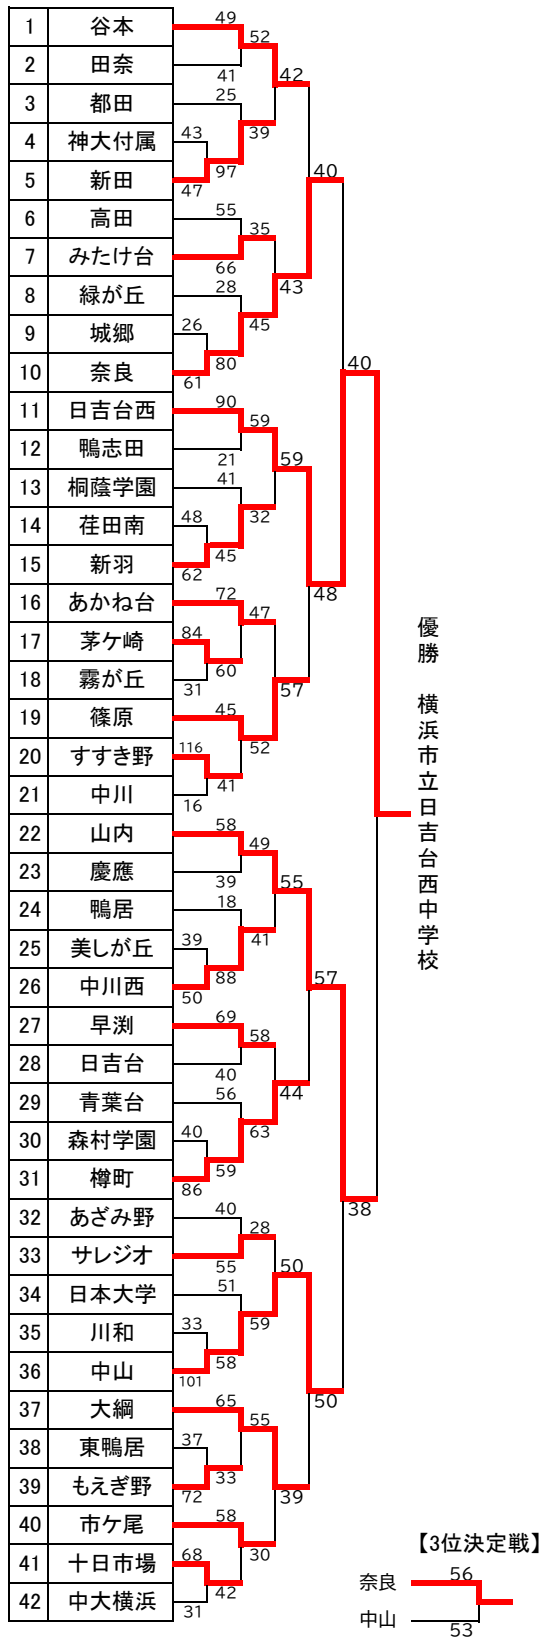 1 谷本 49
52
2 田奈 41
42
3 都田 25
39
4 神大付属 43
97
5 新田 47
40
6 高田 55
35
7 みたけ台 66
43
8 緑が丘 28
45
9 城郷 26
80
10 奈良 61
40
11 日吉台西 90
59
12 鴨志田 21
59
13 桐蔭学園 41
32
14 荏田南 48
45
15 新羽 62
48
16 あかね台 72
47
17 茅ケ崎 84
60
18 霧が丘 31
57
19 篠原 45
52
20 すすき野 116
41
21 中川 16
優勝 横浜市立日吉台西中学校
22 山内 58
49
23 慶應 39
55
24 鴨居 18
41
25 美しが丘 39
88
26 中川西 50
57
27 早渕 69
58
28 日吉台 40
44
29 青葉台 56
63
30 森村学園 40
59
31 樽町 86
38
32 あざみ野 40
28
33 サレジオ 55
50
34 日本大学 51
59
35 川和 33
58
36 中山 101
50
37 大綱 65
55
38 東鴨居 37
33
39 もえぎ野 72
39
40 市ケ尾 58
30
41 十日市場 68
42
42 中大横浜 31
【3位決定戦】
奈良 56
中山 53